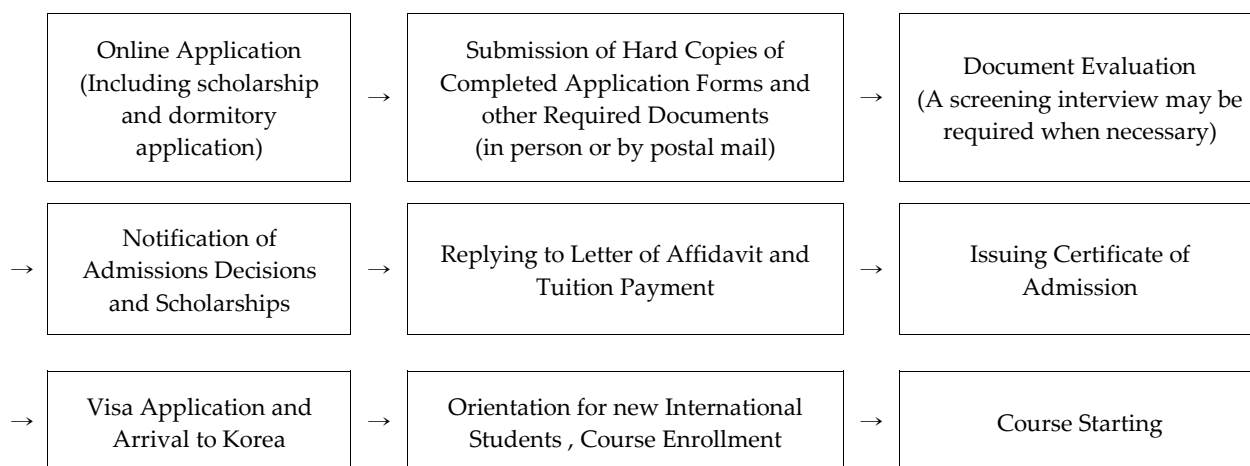 Online Application
(Including scholarship
and dormitory
application)
→
Submission of Hard Copies of
Completed Application Forms and
other Required Documents
(in person or by postal mail)
→
Document Evaluation
(A screening interview may be
required when necessary)
→
Notification of
Admissions Decisions
and Scholarships
→
Replying to Letter of Affidavit and
Tuition Payment
→
Issuing Certificate of
Admission
→
Visa Application and
Arrival to Korea
→
Orientation for new International
Students , Course Enrollment
→
Course Starting